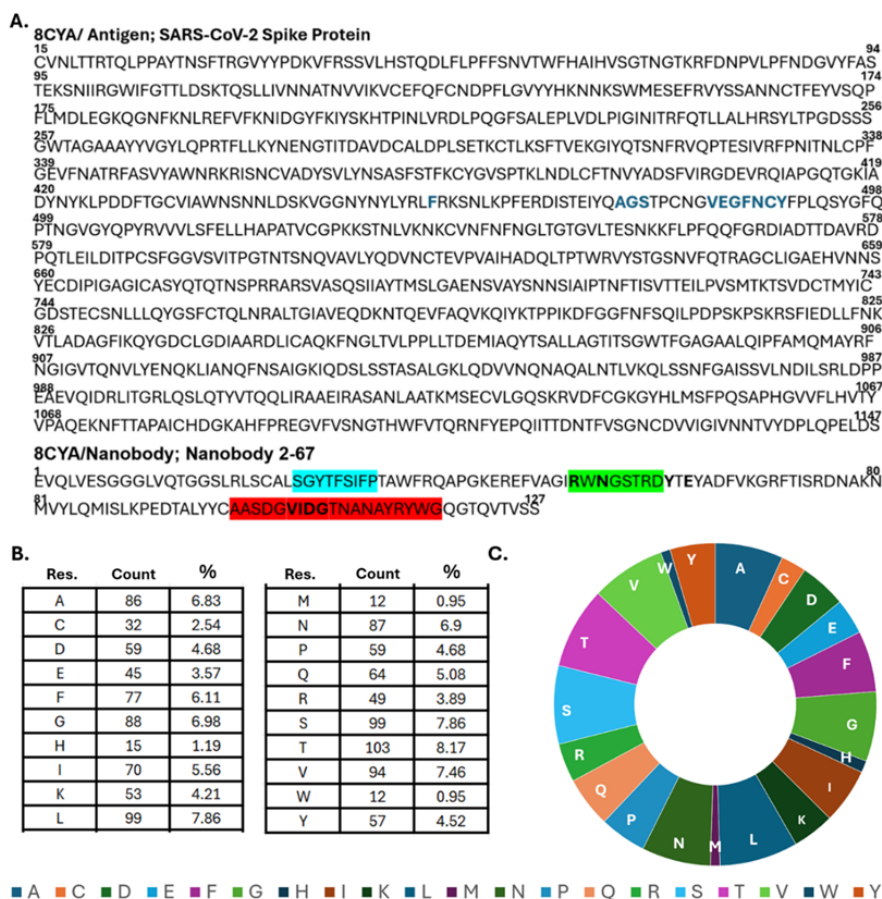 A.
8CYA/ Antigen; SARS-CoV-2 Spike Protein
15 94
CVNLTTRTQLPPAYTNSFTRGVYYPDKVFRSSVLHSTQDLFLPFFSNVTWFHAIHVSGTNGTKRFDNPVLPFNDGVYFAS
95 174
TEKSNIIRGWIFGTTLDSKTQSLLIVNNATNVVIKVCEFQFCNDPFLGVYYHKNNKSWMESEFRVYSSANNCTFEYVSQP
175 256
FLMDLEGKQGNFKNLREFVFKNIDGYFKIYSKHTPINLVRDLPQGFSALEPLVDLPIGINITRFQTLLALHRSYLTPGDSSS
257 338
GWTAGAAAYYVGYLQPRTFLLKYNENGTITDAVDCALDPLSETKCTLKSFTVEKGIYQTSNFRVQPTESIVRFPNITNLCPF
339 419
GEVFNATRFASVYAWNRKRISNCVADYSVLYNSASFSTFKCYGVSPTKLNDLCFTNVYADSFVIRGDEVRQIAPGQTGKIA
420 498
DYNYKLPDDFTGCVIAWNSNNLDSKVGGNYNYLYRLFRKSNLKPFERDISTEIYQAGSTPCNGVEGFNCYFPLQSYGFQ
499 578
PTNGVGYQPYRVVVLSFELLHAPATVCGPKKSTNLVKNKCVNFNFNGLTGTGVLTESNKKFLPFQQFGRDIADTTDAVRD
579 659
PQTLEILDITPCSFGGVSVITPGTNTSNQVAVLYQDVNCTEVPVAIHADQLTPTWRVYSTGSNVFQTRAGCLIGAEHVNNS
660 743
YECDIPIGAGICASYQTQTNSPRRARSVASQSIIAYTMSLGAENSVAYSNNSIAIPTNFTISVTTEILPVSMTKTSVDCTMYIC
744 825
GDSTECSNLLLQYGSFCTQLNRALTGIAVEQDKNTQEVFAQVKQIYKTPPIKDFGGFNFSQILPDPSKPSKRSFIEDLLFNK
826 906
VTLADAGFIKQYGDCLGDIAARDLICAQKFNGLTVLPPLLTDEMIAQYTSALLAGTITSGWTFGAGAALQIPFAMQMAYRF
907 987
NGIGVTQNVLYENQKLIANQFNSAIGKIQDSLSSTASALGKLQDVVNQNAQALNTLVKQLSSNFGAISSVLNDILSRLDPP
988 1067
EAEVQIDRLITGRLQSLQTYVTQQLIRAAEIRASANLAATKMSECVLGQSKRVDFCGKGYHLMSFPQSAPHGVVFLHVTY
1068 1147
VPAQEKNFTTAPAICHDGKAHFPREGVFVSNGTHWFVTQRNFYEPQIITTDNTFVSGNCDVVIGIVNNTVYDPLQPELDS
8CYA/Nanobody; Nanobody 2-67
1 80
EVQLVESGGGLVQTGGSLRLSCALSGYTFSIFPTAWFRQAPGKEREFVAGIRWNGSTRDYTEYADFVKGRFTISRDNAKN
81 127
MVYLQMISLKPEDTALYYCAASDGVIDGTNANAYRYWGQGTQVTVSS
B.
Res. Count % Res. Count %
A 86 6.83 M 12 0.95
C 32 2.54 N 87 6.9
D 59 4.68 P 59 4.68
E 45 3.57 Q 64 5.08
F 77 6.11 R 49 3.89
G 88 6.98 S 99 7.86
H 15 1.19 T 103 8.17
I 70 5.56 V 94 7.46
K 53 4.21 W 12 0.95
L 99 7.86 Y 57 4.52
C.
A
C
D
E
F
G
H
I
K
L
M
N
P
Q
R
S
T
V
W
Y
A C D E F G H I K L M N P Q R S T V W Y